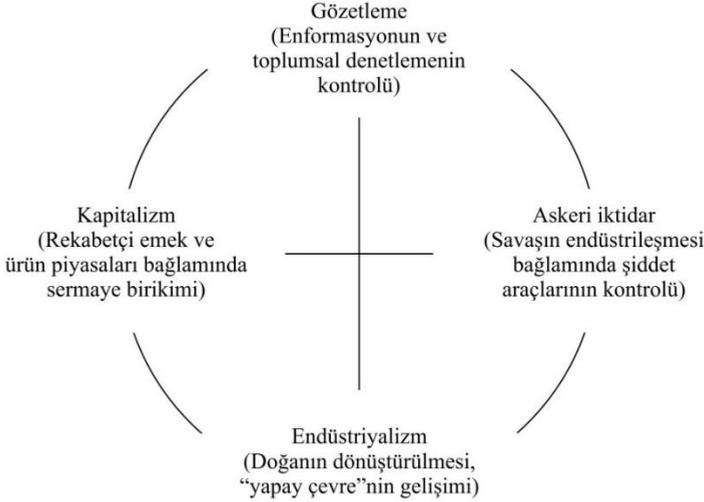 Gözetleme
(Enformasyonun ve
toplumsal denetlemenin
kontrolü)
Kapitalizm
(Rekabetçi emek ve
ürün piyasaları bağlamında
sermaye birikimi)
Askeri iktidar
(Savaşın endüstrileşmesi
bağlamında şiddet
araçlarının kontrolü)
Endüstriyalizm
(Doğanın dönüştürülmesi,
“yapay çevre”nin gelişimi)